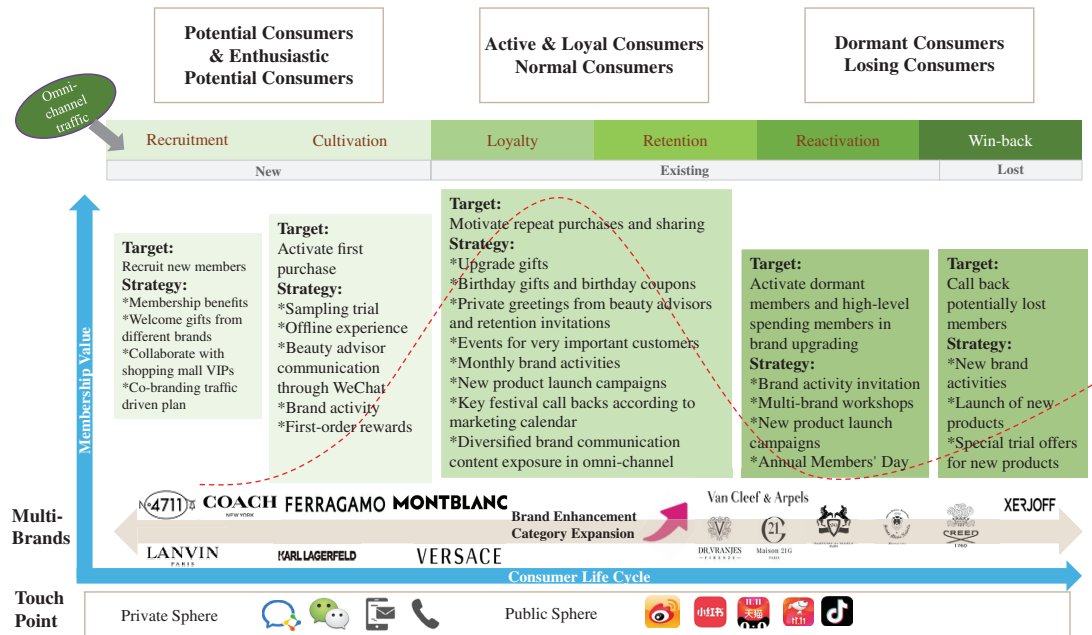 Potential Consumers
& Enthusiastic
Potential Consumers
Active & Loyal Consumers
Normal Consumers
Dormant Consumers
Losing Consumers
Omni-
channel
traffic
Recruitment
Cultivation
Loyalty
Retention
Reactivation
Win-back
New
Existing
Lost
Membership Value
Target:
Recruit new members
Strategy:
*Membership benefits
*Welcome gifts from
different brands
*Collaborate with
shopping mall VIPs
*Co-branding traffic
driven plan
Target:
Activate first
purchase
Strategy:
*Sampling trial
*Offline experience
*Beauty advisor
communication
through WeChat
*Brand activity
*First-order rewards
Target:
Motivate repeat purchases and sharing
Strategy:
*Upgrade gifts
*Birthday gifts and birthday coupons
*Private greetings from beauty advisors
and retention invitations
*Events for very important customers
*Monthly brand activities
*New product launch campaigns
*Key festival call backs according to
marketing calendar
*Diversified brand communication
content exposure in omni-channel
Target:
Activate dormant
members and high-level
spending members in
brand upgrading
Strategy:
*Brand activity invitation
*Multi-brand workshops
*New product launch
campaigns
*Annual Members' Day
Target:
Call back
potentially lost
members
Strategy:
*New brand
activities
*Launch of new
products
*Special trial offers
for new products
Multi-
Brands
Nº4711
COACH
NEW YORK
FERRAGAMO
MONTBLANC
LANVIN
PARIS
KARL LAGERFELD
VERSACE
Brand Enhancement
Category Expansion
Van Cleef & Arpels
V
DR.VRANJES
FIRENZE
21
Maison 21G
PARIS
CREED
1760
XERJOFF
Consumer Life Cycle
Touch
Point
Private Sphere
Public Sphere
小红书
11.11
天猫
11.11